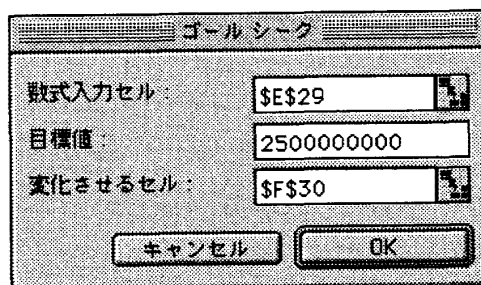 ゴールシーク
数式入力セル： $E$29
目標値： 2500000000
変化させるセル： $F$30
キャンセル OK